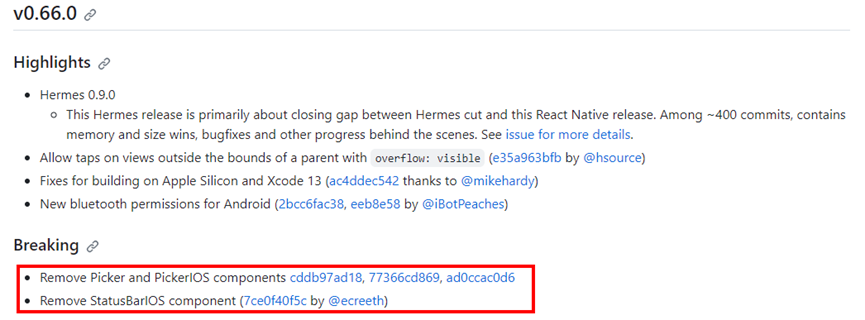 v0.66.0
Highlights
• Hermes 0.9.0
◦ This Hermes release is primarily about closing gap between Hermes cut and this React Native release. Among ~400 commits, contains
memory and size wins, bugfixes and other progress behind the scenes. See issue for more details.
• Allow taps on views outside the bounds of a parent with overflow: visible (e35a963bfb by @hsource)
• Fixes for building on Apple Silicon and Xcode 13 (ac4ddec542 thanks to @mikehardy)
• New bluetooth permissions for Android (2bcc6fac38, eeb8e58 by @iBotPeaches)
Breaking
• Remove Picker and PickerIOS components cddb97ad18, 77366cd869, ad0ccac0d6
• Remove StatusBarIOS component (7ce0f40f5c by @ecreeth)